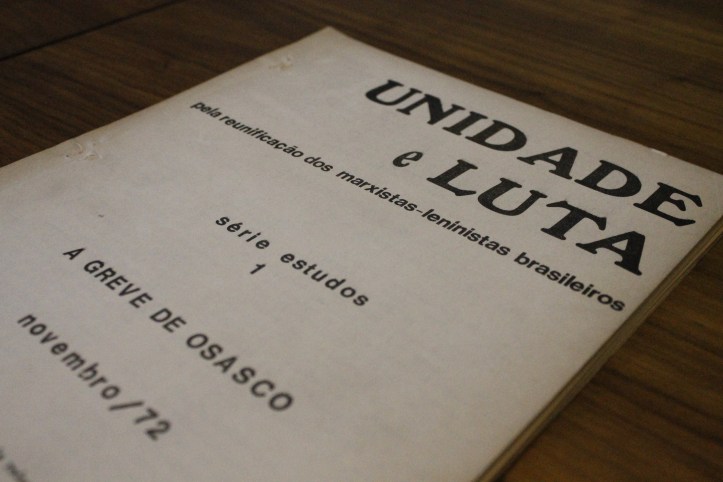 UNIDADE
e LUTA
pela reunificação dos marxistas-leninistas brasileiros
série estudos
1
A GREVE DE OSASCO
novembro/72